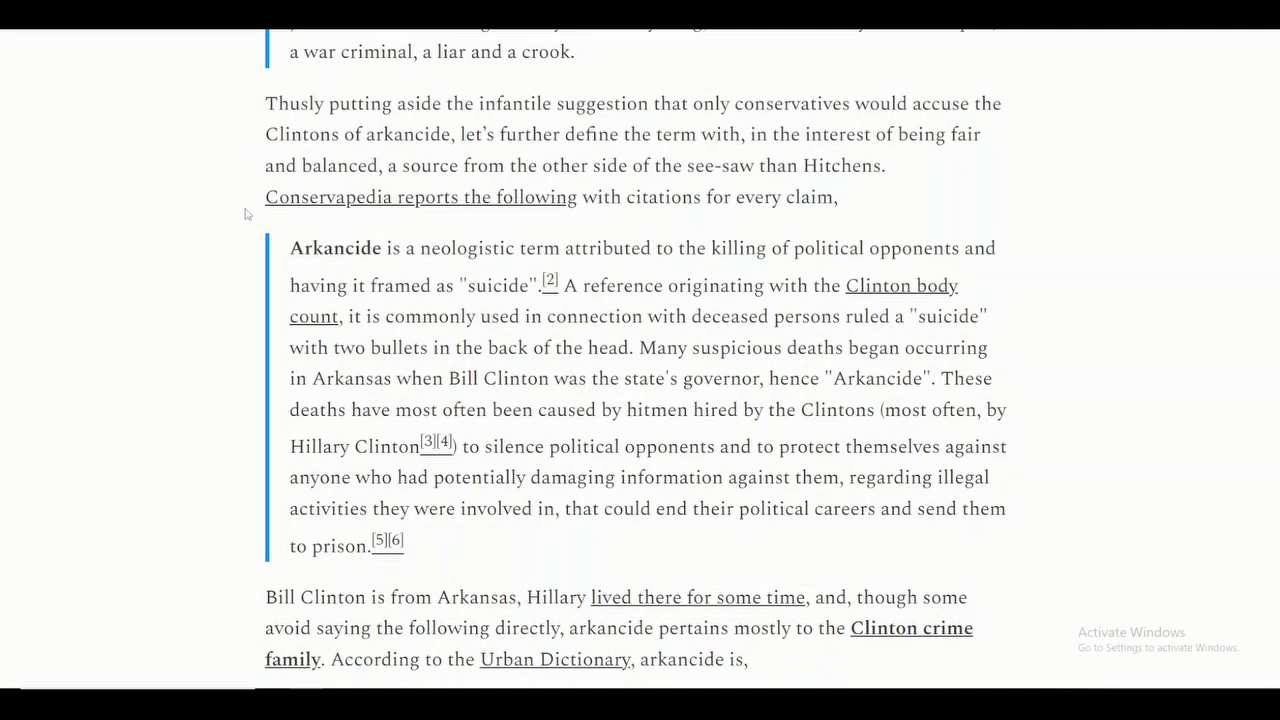 a war criminal, a liar and a crook.
Thusly putting aside the infantile suggestion that only conservatives would accuse the
Clintons of arkancide, let’s further define the term with, in the interest of being fair
and balanced, a source from the other side of the see-saw than Hitchens.
Conservapedia reports the following with citations for every claim,
Arkancide is a neologistic term attributed to the killing of political opponents and
having it framed as "suicide".[2] A reference originating with the Clinton body
count, it is commonly used in connection with deceased persons ruled a "suicide"
with two bullets in the back of the head. Many suspicious deaths began occurring
in Arkansas when Bill Clinton was the state's governor, hence "Arkancide". These
deaths have most often been caused by hitmen hired by the Clintons (most often, by
Hillary Clinton[3][4]) to silence political opponents and to protect themselves against
anyone who had potentially damaging information against them, regarding illegal
activities they were involved in, that could end their political careers and send them
to prison.[5][6]
Bill Clinton is from Arkansas, Hillary lived there for some time, and, though some
avoid saying the following directly, arkancide pertains mostly to the Clinton crime
family. According to the Urban Dictionary, arkancide is,
Activate Windows
Go to Settings to activate Windows.